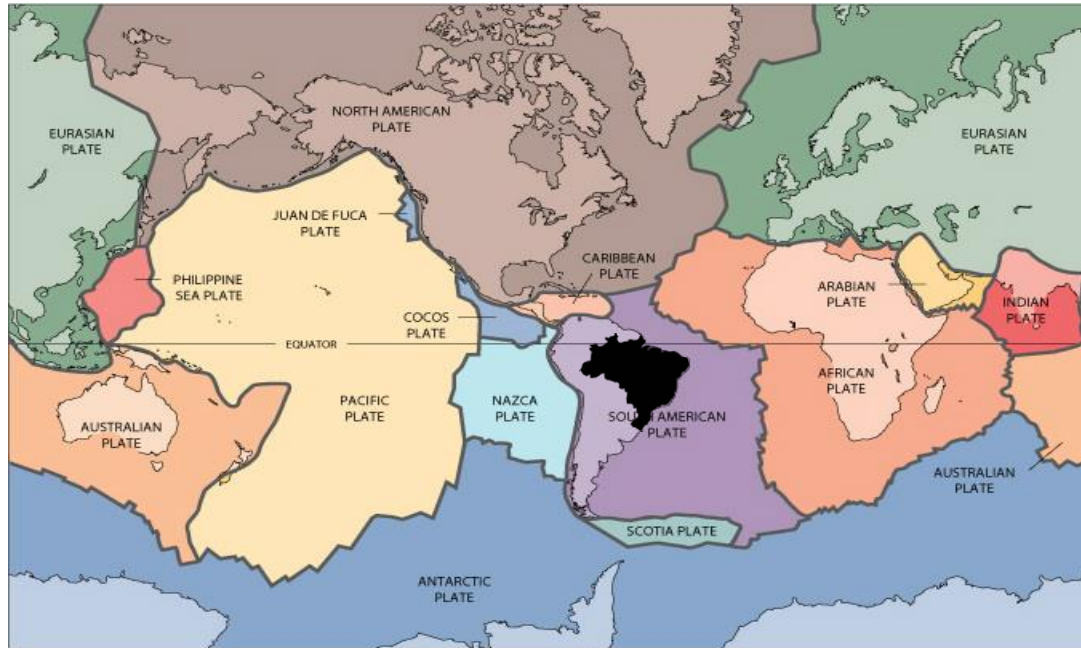 NORTH AMERICAN
PLATE
EURASIAN
PLATE
EURASIAN
PLATE
JUAN DE FUCA
PLATE
CARIBBEAN
PLATE
PHILIPPINE
SEA PLATE
ARABIAN
PLATE
INDIAN
PLATE
COCOS
PLATE
EQUATOR
AFRICAN
PLATE
PACIFIC
PLATE
NAZCA
PLATE
AMERICAN
PLATE
AUSTRALIAN
PLATE
AUSTRALIAN
PLATE
SCOTIA PLATE
ANTARCTIC
PLATE